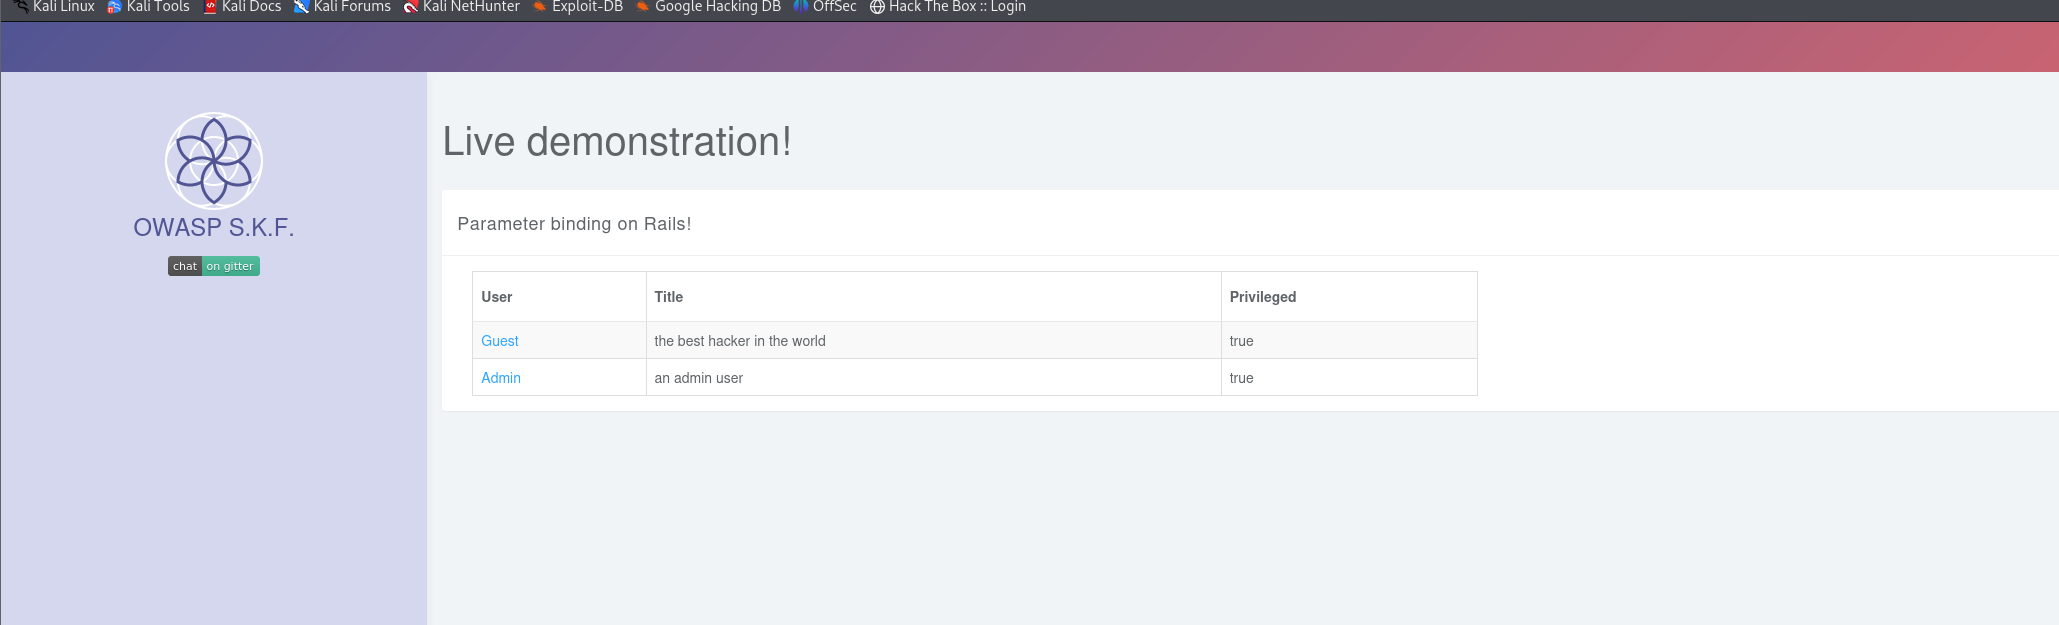 Kali Linux Kali Tools Kali Docs Kali Forums Kali NetHunter Exploit-DB Google Hacking DB OffSec Hack The Box :: Login
Live demonstration!
OWASP S.K.F.
chat on gitter
Parameter binding on Rails!
User Title Privileged
Guest the best hacker in the world true
Admin an admin user true